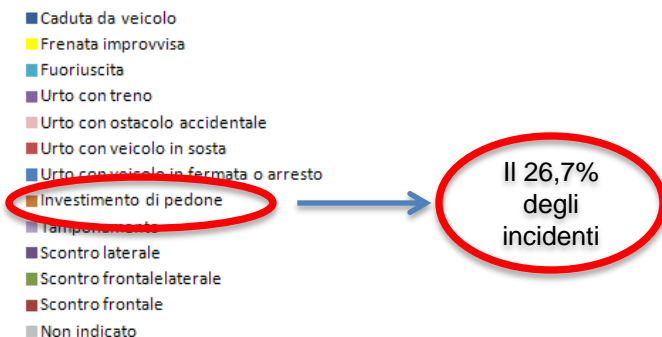 Caduta da veicolo
Frenata improvvisa
Fuoriuscita
Urto con treno
Urto con ostacolo accidentale
Urto con veicolo in sosta
Urto con veicolo in fermata o arresto
Investimento di pedone
Tamponamento
Scontro laterale
Scontro frontalelaterale
Scontro frontale
Non indicato
Il 26,7%
degli
incidenti